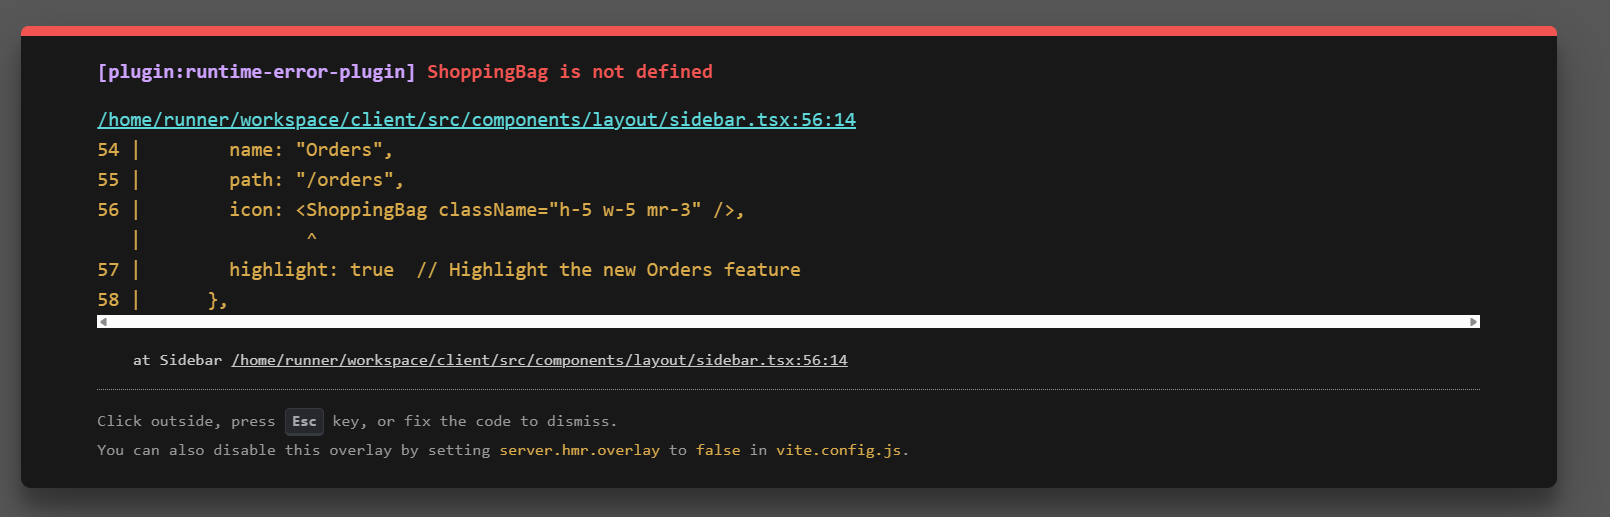 [plugin:runtime-error-plugin] ShoppingBag is not defined
/home/runner/workspace/client/src/components/layout/sidebar.tsx:56:14
54 |        name: "Orders",
55 |        path: "/orders",
56 |        icon: <ShoppingBag className="h-5 w-5 mr-3" />,
   |               ^
57 |        highlight: true  // Highlight the new Orders feature
58 |      },
at Sidebar /home/runner/workspace/client/src/components/layout/sidebar.tsx:56:14
Click outside, press Esc key, or fix the code to dismiss.
You can also disable this overlay by setting server.hmr.overlay to false in vite.config.js.